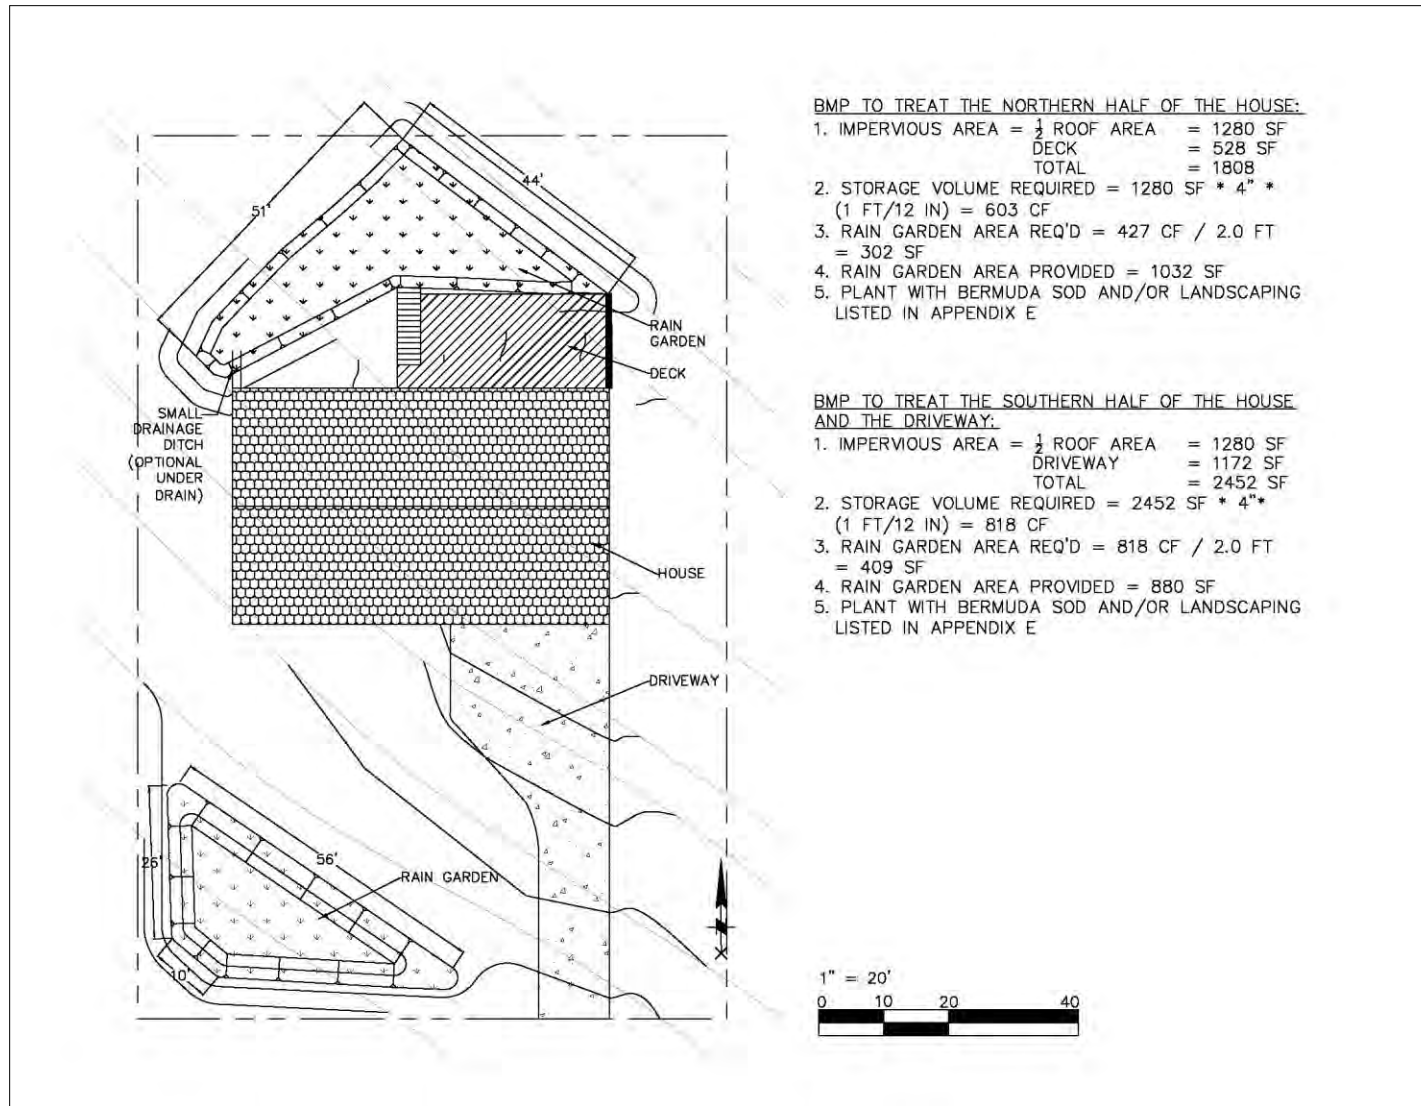 BMP TO TREAT THE NORTHERN HALF OF THE HOUSE:
1. IMPERVIOUS AREA = ½ ROOF AREA = 1280 SF
DECK = 528 SF
TOTAL = 1808
2. STORAGE VOLUME REQUIRED = 1280 SF * 4" *
(1 FT/12 IN) = 603 CF
3. RAIN GARDEN AREA REQ'D = 427 CF / 2.0 FT
= 302 SF
4. RAIN GARDEN AREA PROVIDED = 1032 SF
5. PLANT WITH BERMUDA SOD AND/OR LANDSCAPING
LISTED IN APPENDIX E
BMP TO TREAT THE SOUTHERN HALF OF THE HOUSE
AND THE DRIVEWAY:
1. IMPERVIOUS AREA = ½ ROOF AREA = 1280 SF
DRIVEWAY = 1172 SF
TOTAL = 2452 SF
2. STORAGE VOLUME REQUIRED = 2452 SF * 4"*
(1 FT/12 IN) = 818 CF
3. RAIN GARDEN AREA REQ'D = 818 CF / 2.0 FT
= 409 SF
4. RAIN GARDEN AREA PROVIDED = 880 SF
5. PLANT WITH BERMUDA SOD AND/OR LANDSCAPING
LISTED IN APPENDIX E
44'
51'
RAIN
GARDEN
DECK
SMALL
DRAINAGE
DITCH
(OPTIONAL
UNDER
DRAIN)
HOUSE
DRIVEWAY
56'
25'
RAIN GARDEN
10'
N
1" = 20'
0 10 20 40